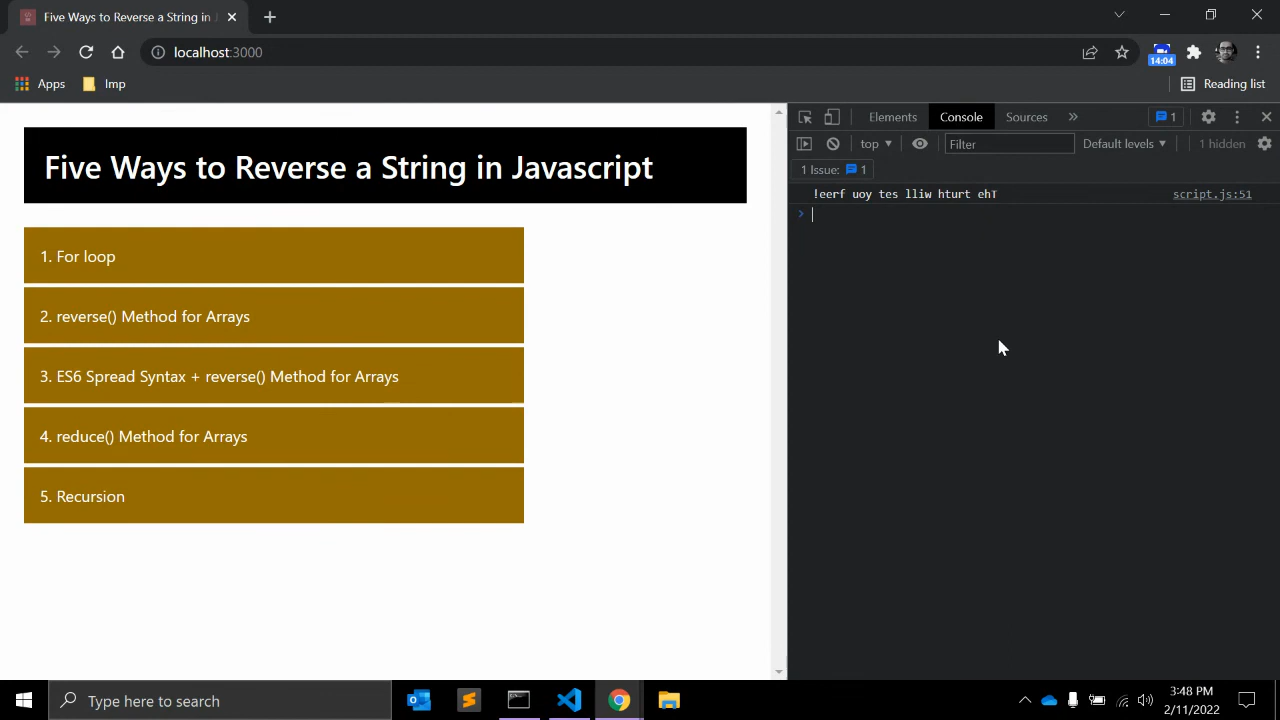 Five Ways to Reverse a String in J
localhost:3000
14:04
Apps
Imp
Reading list
Five Ways to Reverse a String in Javascript
1. For loop
2. reverse() Method for Arrays
3. ES6 Spread Syntax + reverse() Method for Arrays
4. reduce() Method for Arrays
5. Recursion
Elements
Console
Sources
1
top
Filter
Default levels
1 hidden
1 Issue:
1
!eerf uoy tes lliw hturt ehT
script.js:51
Type here to search
3:48 PM
2/11/2022